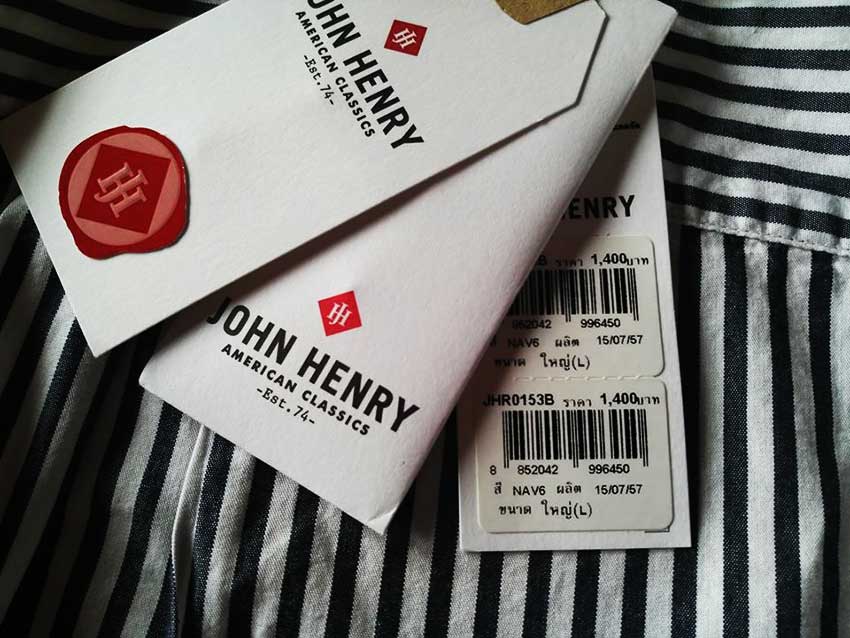 JOHN HENRY
AMERICAN CLASSICS
-Est.74-
JH
JH
JH
JOHN HENRY
AMERICAN CLASSICS
-Est.74-
HENRY
B ราคา 1,400บาท
852042 996450
NAV6 ผลิต 15/07/57
ขนาด ใหญ่(L)
JHR0153B ราคา 1,400บาท
8 852042 996450
สี NAV6 ผลิต 15/07/57
ขนาด ใหญ่(L)